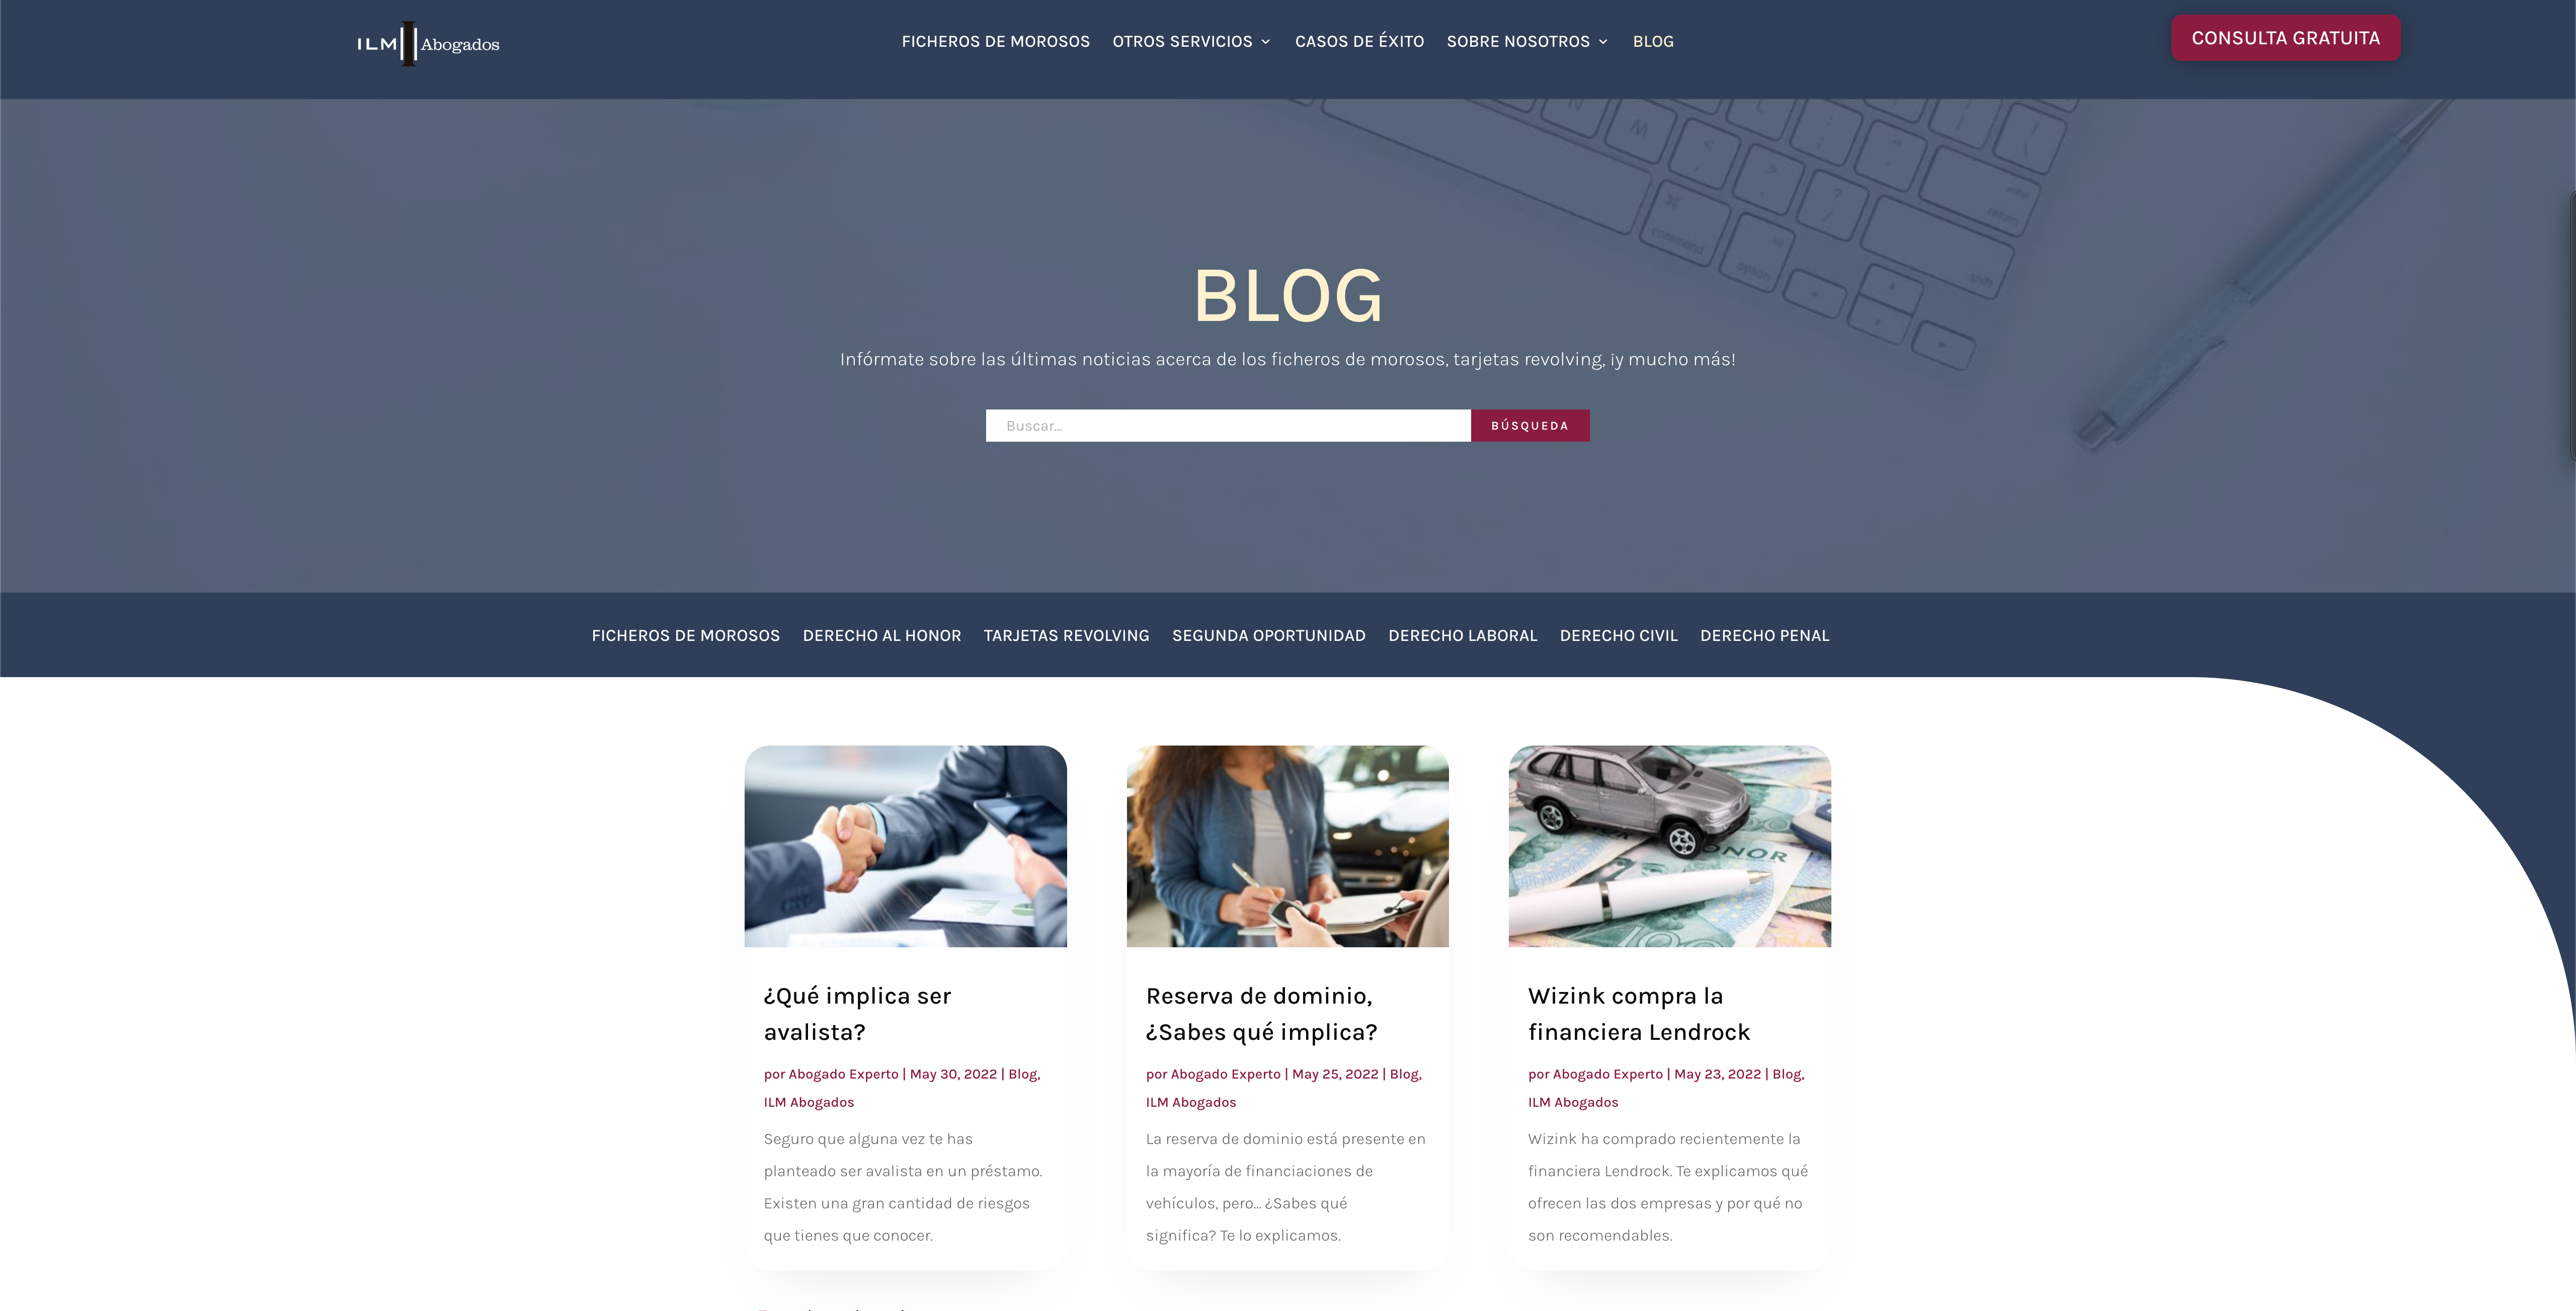 ILM Abogados
FICHEROS DE MOROSOS OTROS SERVICIOS CASOS DE ÉXITO SOBRE NOSOTROS BLOG
CONSULTA GRATUITA
BLOG
Infórmate sobre las últimas noticias acerca de los ficheros de morosos, tarjetas revolving, ¡y mucho más!
Buscar...
BÚSQUEDA
FICHEROS DE MOROSOS DERECHO AL HONOR TARJETAS REVOLVING SEGUNDA OPORTUNIDAD DERECHO LABORAL DERECHO CIVIL DERECHO PENAL
¿Qué implica ser
avalista?
por Abogado Experto | May 30, 2022 | Blog,
ILM Abogados
Seguro que alguna vez te has
planteado ser avalista en un préstamo.
Existen una gran cantidad de riesgos
que tienes que conocer.
Reserva de dominio,
¿Sabes qué implica?
por Abogado Experto | May 25, 2022 | Blog,
ILM Abogados
La reserva de dominio está presente en
la mayoría de financiaciones de
vehículos, pero... ¿Sabes qué
significa? Te lo explicamos.
Wizink compra la
financiera Lendrock
por Abogado Experto | May 23, 2022 | Blog,
ILM Abogados
Wizink ha comprado recientemente la
financiera Lendrock. Te explicamos qué
ofrecen las dos empresas y por qué no
son recomendables.